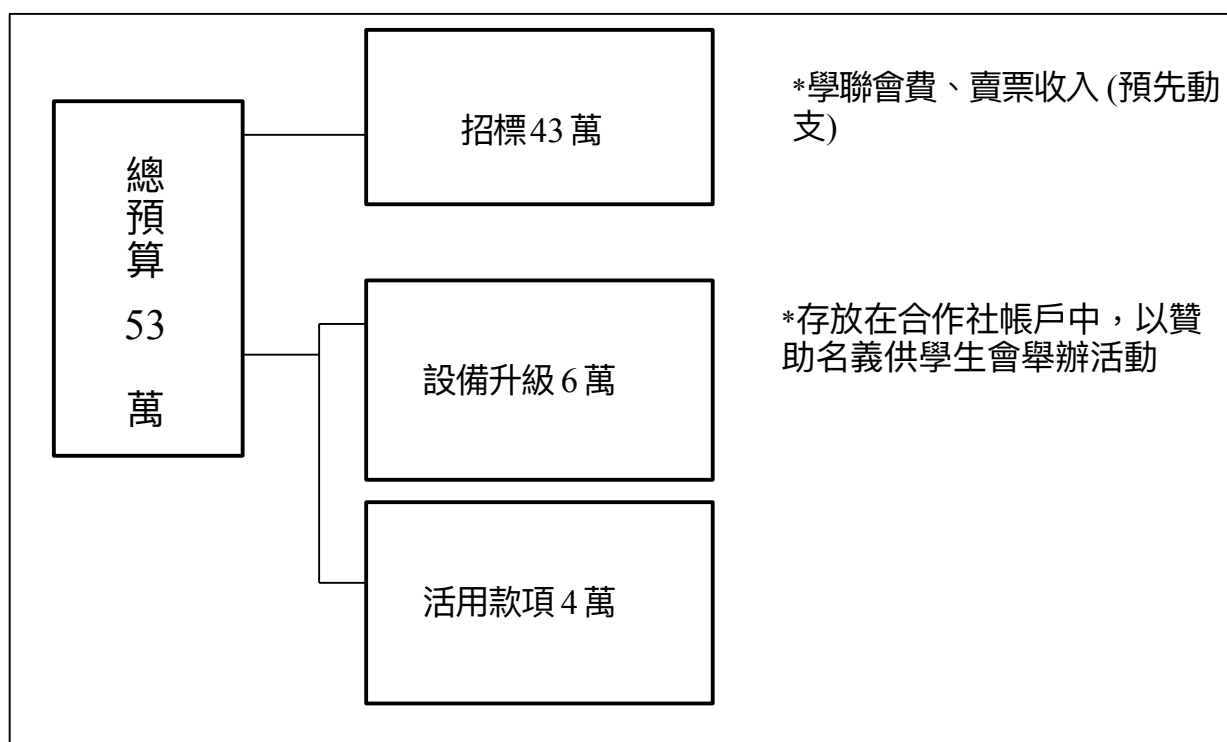 總
預
算
53
萬
招標43萬
*學聯會費、賣票收入(預先動
支)
設備升級6萬
*存放在合作社帳戶中，以贊
助名義供學生會舉辦活動
活用款項4萬